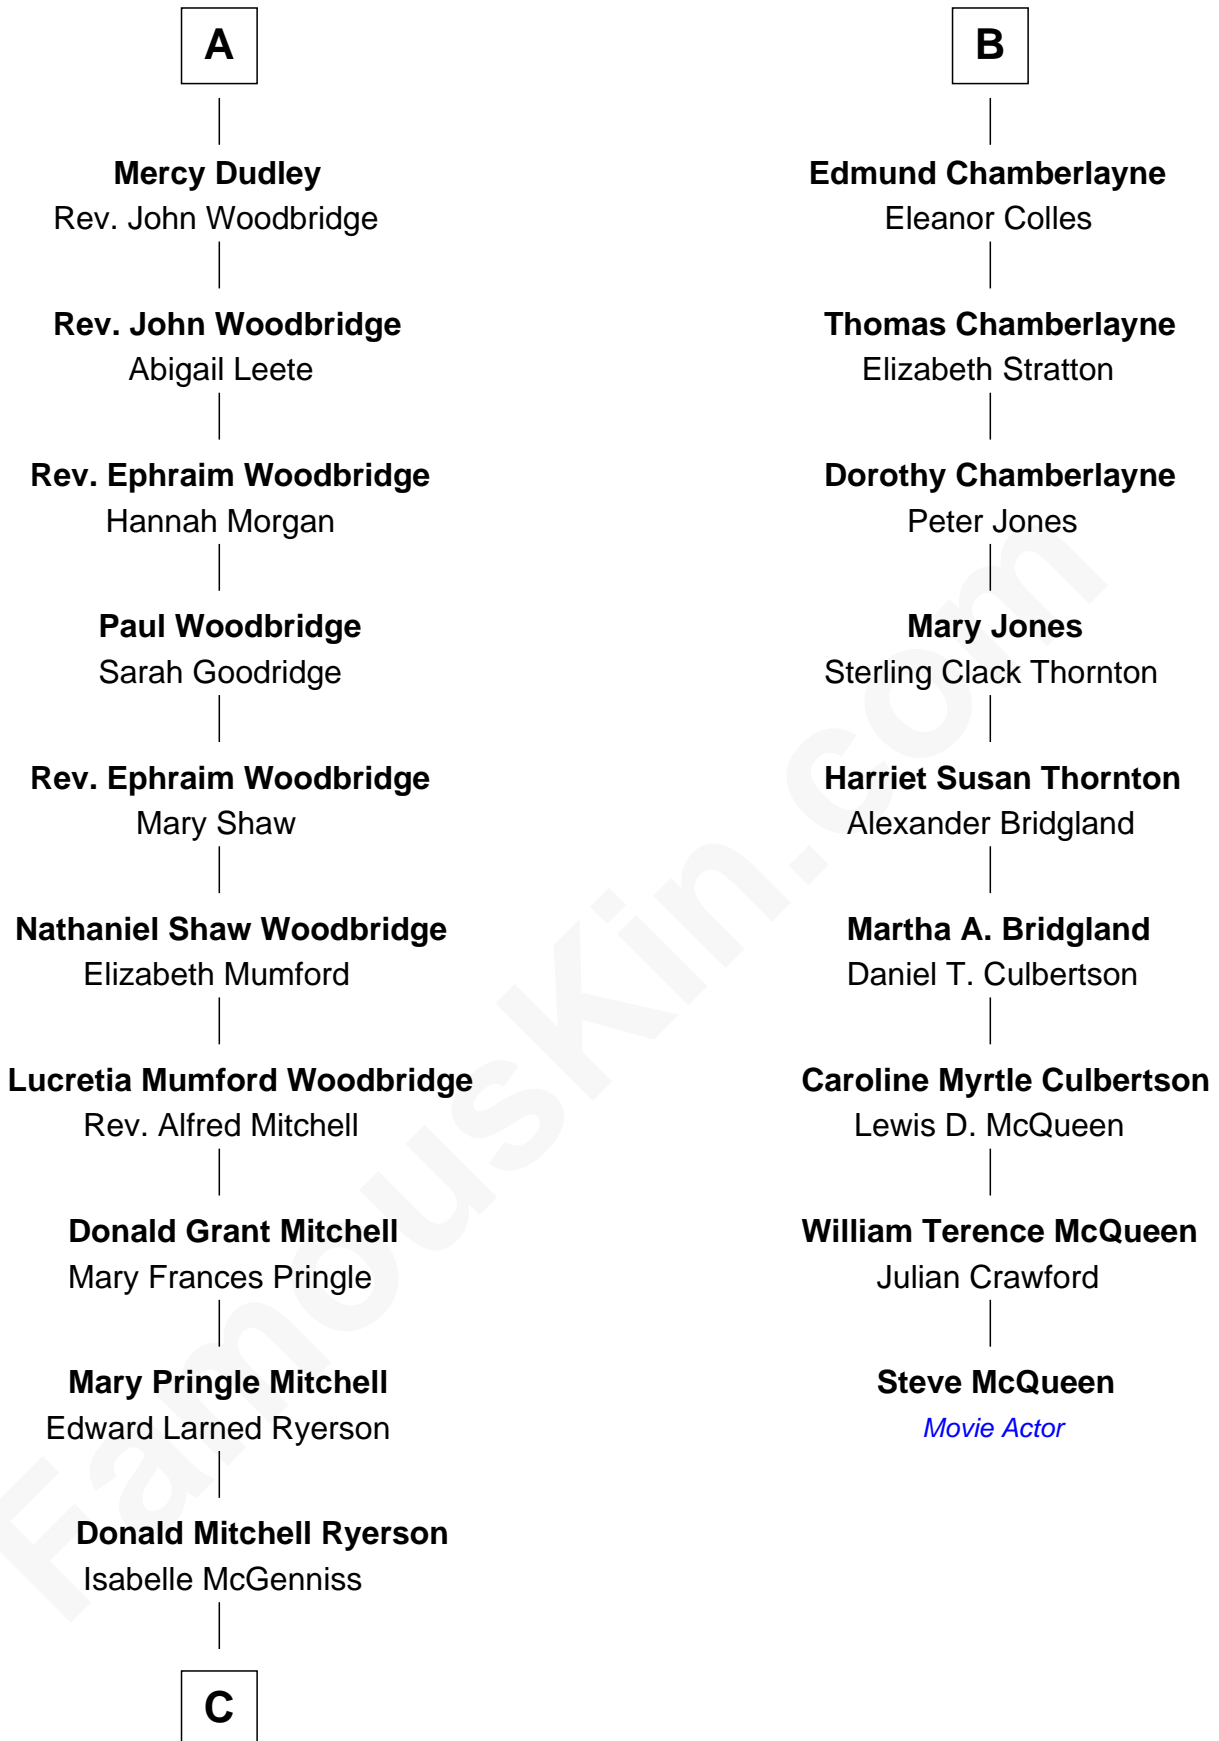 A
Mercy Dudley
Rev. John Woodbridge
Rev. John Woodbridge
Abigail Leete
Rev. Ephraim Woodbridge
Hannah Morgan
Paul Woodbridge
Sarah Goodridge
Rev. Ephraim Woodbridge
Mary Shaw
Nathaniel Shaw Woodbridge
Elizabeth Mumford
Lucretia Mumford Woodbridge
Rev. Alfred Mitchell
Donald Grant Mitchell
Mary Frances Pringle
Mary Pringle Mitchell
Edward Larned Ryerson
Donald Mitchell Ryerson
Isabelle McGenniss
C
B
Edmund Chamberlayne
Eleanor Colles
Thomas Chamberlayne
Elizabeth Stratton
Dorothy Chamberlayne
Peter Jones
Mary Jones
Sterling Clack Thornton
Harriet Susan Thornton
Alexander Bridgland
Martha A. Bridgland
Daniel T. Culbertson
Caroline Myrtle Culbertson
Lewis D. McQueen
William Terence McQueen
Julian Crawford
Steve McQueen
Movie Actor
FamousKin.com